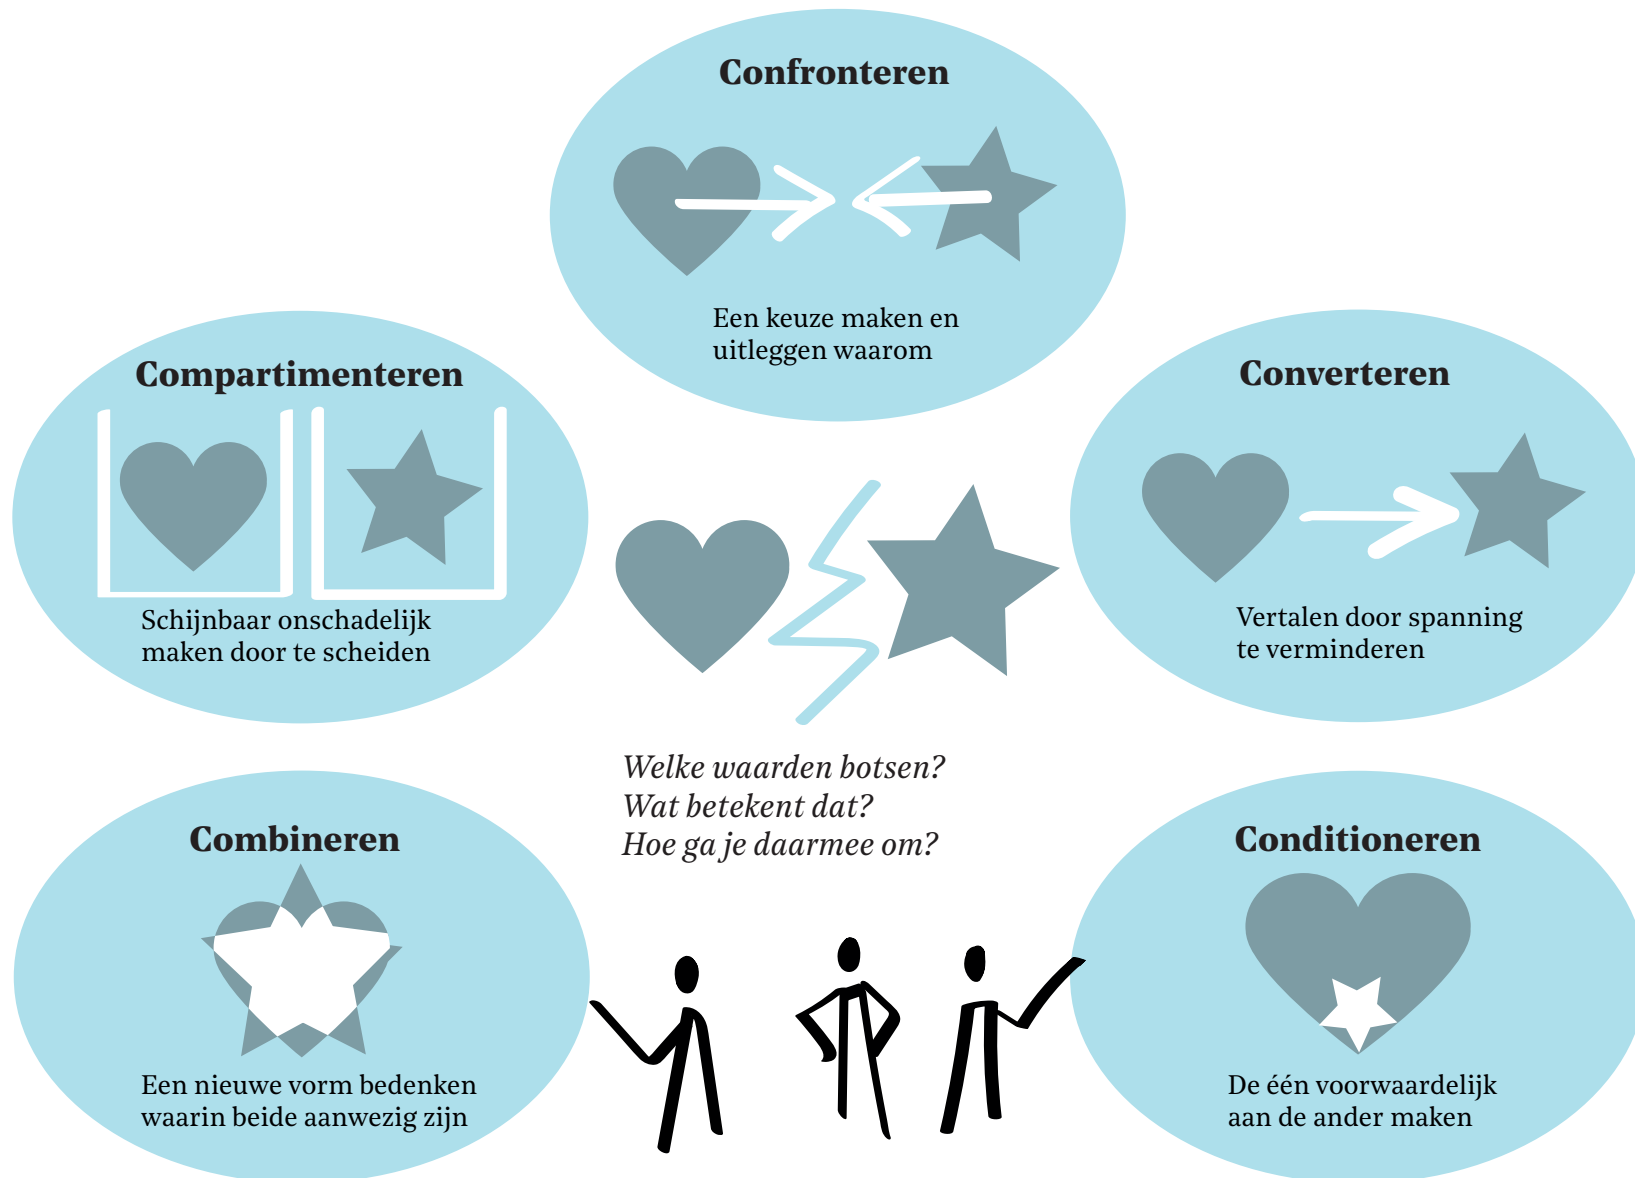 Confronteren
Een keuze maken en
uitleggen waarom
Compartimenteren
Schijnbaar onschadelijk
maken door te scheiden
Converteren
Vertalen door spanning
te verminderen
Welke waarden botsen?
Wat betekent dat?
Hoe ga je daarmee om?
Combineren
Een nieuwe vorm bedenken
waarin beide aanwezig zijn
Conditioneren
De één voorwaardelijk
aan de ander maken